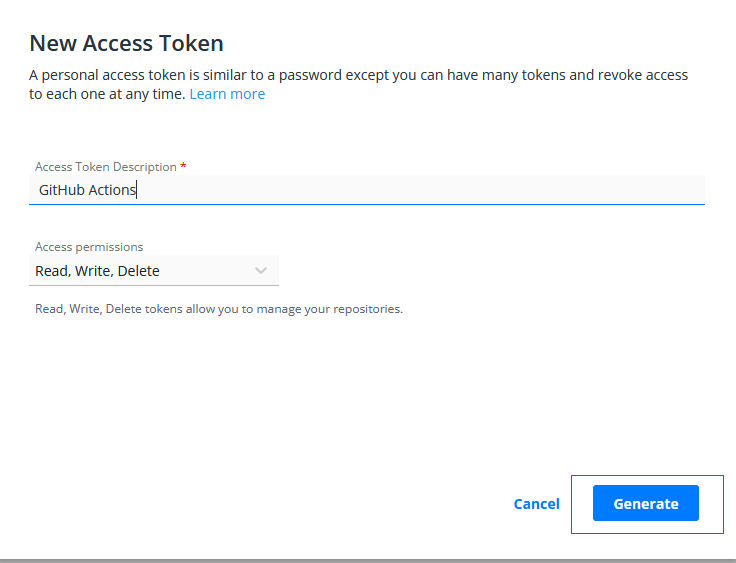 New Access Token
A personal access token is similar to a password except you can have many tokens and revoke access
to each one at any time. Learn more
Access Token Description *
GitHub Actions
Access permissions
Read, Write, Delete
Read, Write, Delete tokens allow you to manage your repositories.
Cancel Generate